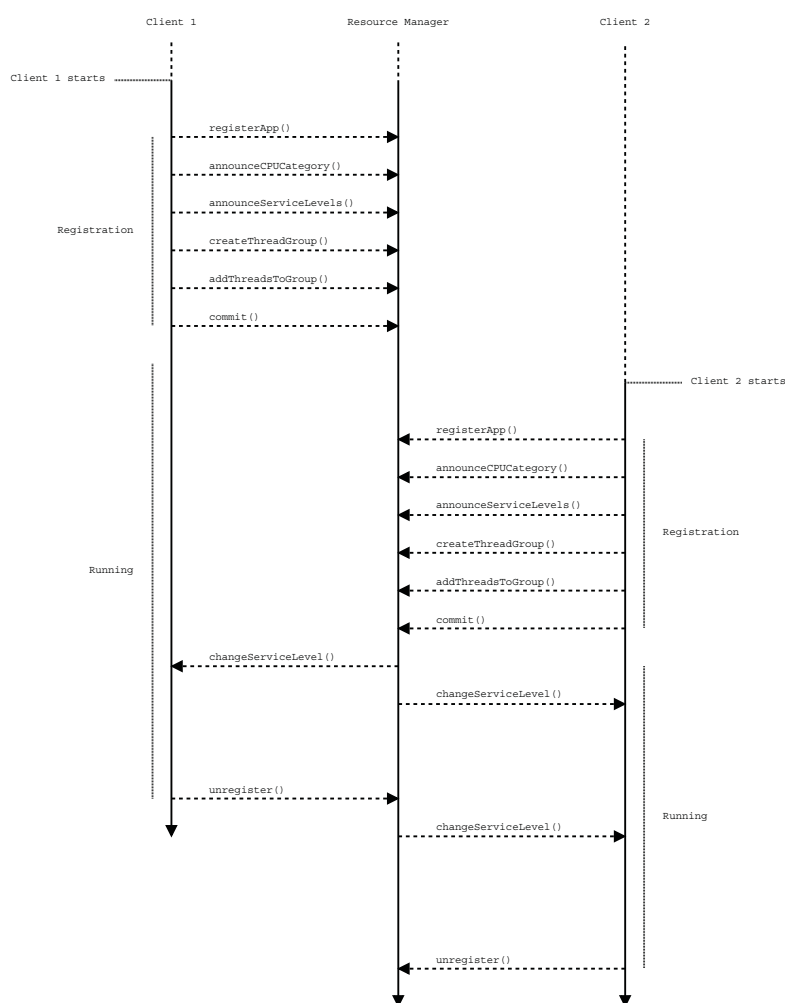 Client 1
Resource Manager
Client 2
Client 1 starts
registerApp()
announceCPUCategory()
announceServiceLevels()
Registration
createThreadGroup()
addThreadsToGroup()
commit()
Client 2 starts
registerApp()
announceCPUCategory()
announceServiceLevels()
Registration
createThreadGroup()
Running
addThreadsToGroup()
commit()
changeServiceLevel()
changeServiceLevel()
unregister()
Running
changeServiceLevel()
unregister()